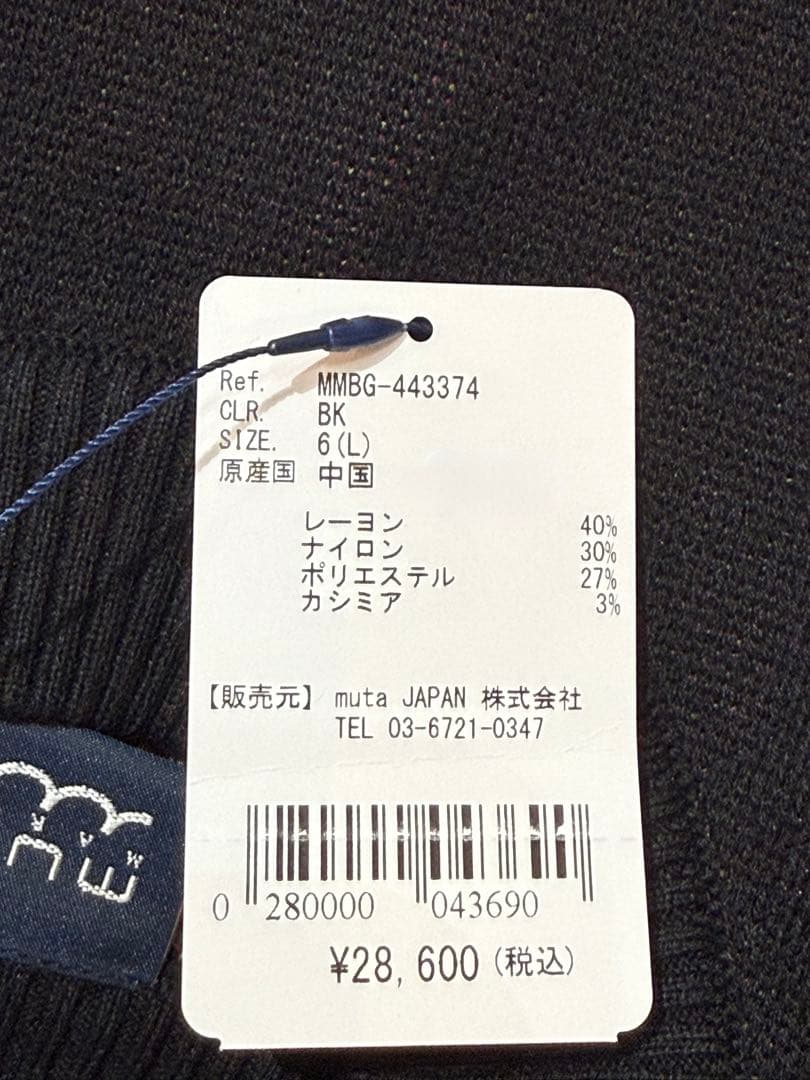 Ref. MMBG-443374
CLR. BK
SIZE. 6(L)
原産国 中国
レーヨン 40%
ナイロン 30%
ポリエステル 27%
カシミア 3%
【販売元】 muta JAPAN 株式会社
TEL 03-6721-0347
0 280000 043690
¥28,600(税込)